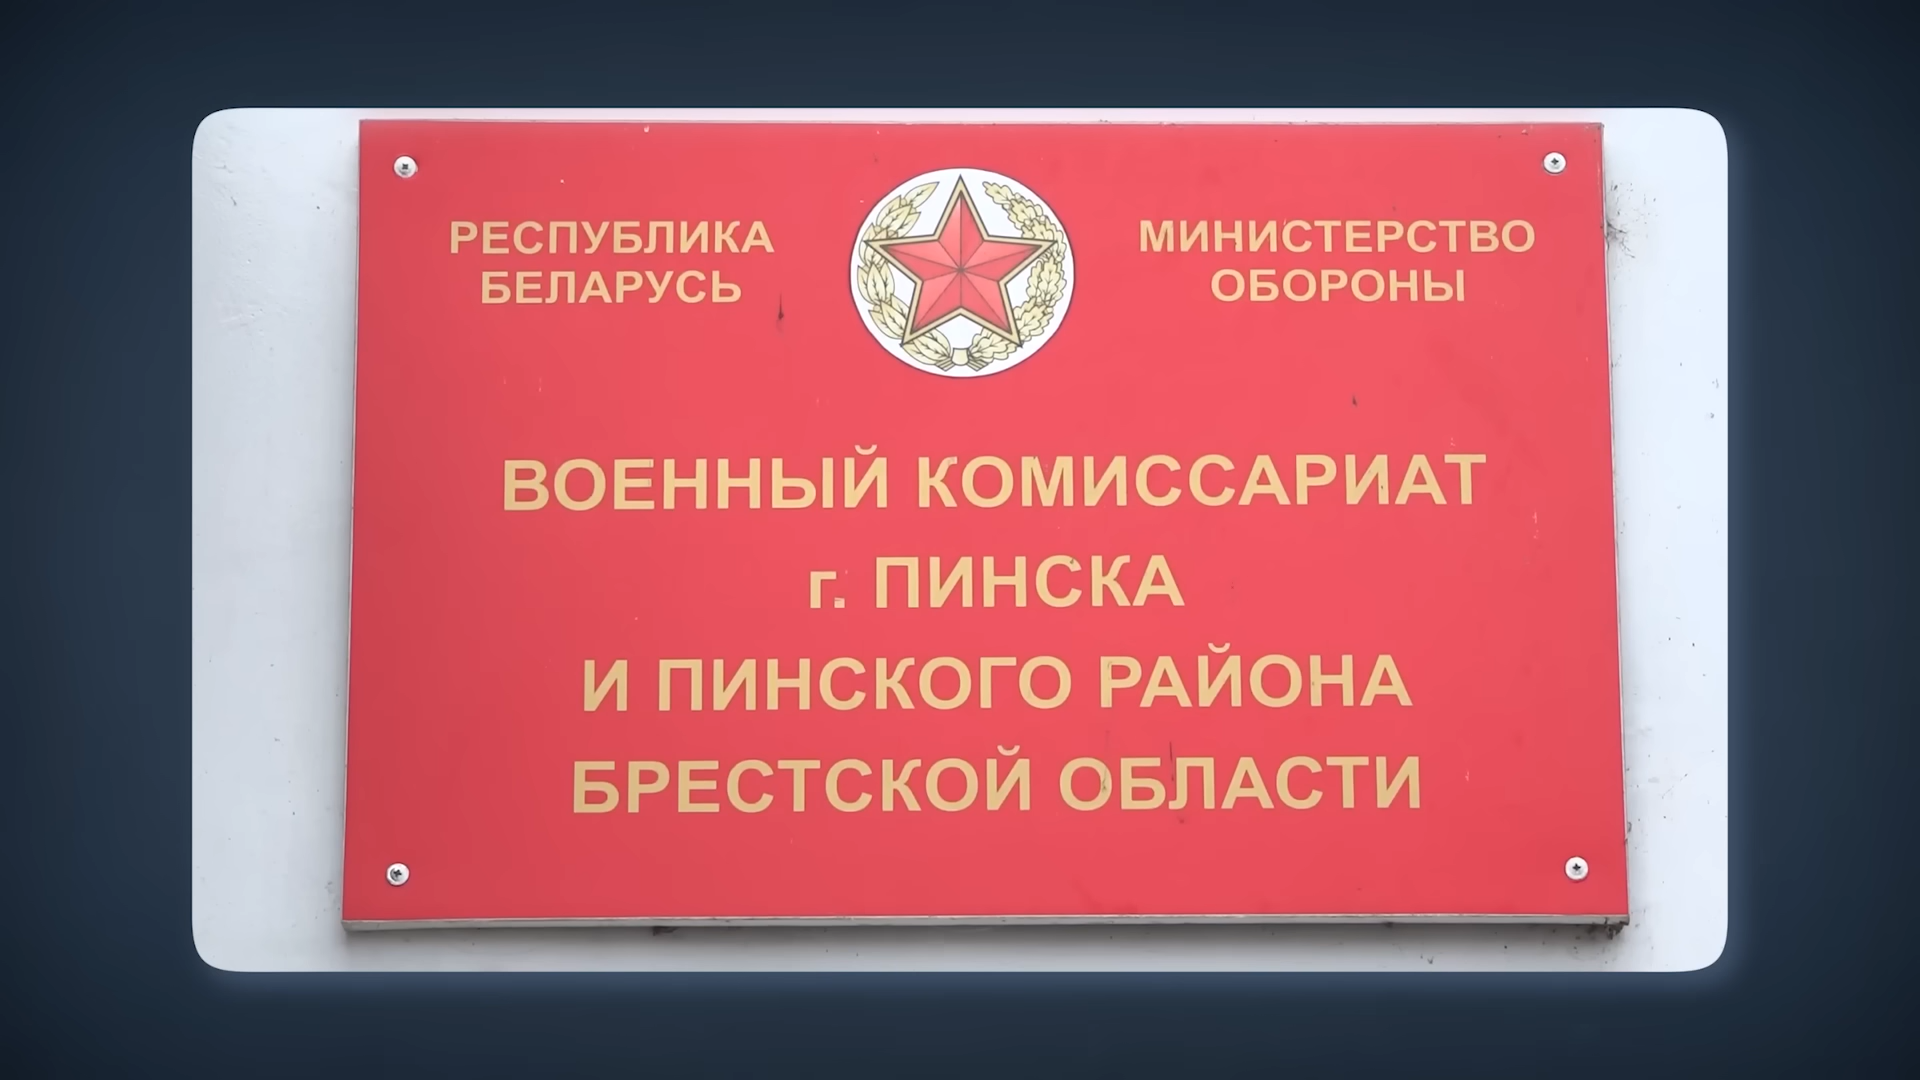 РЕСПУБЛИКА
БЕЛАРУСЬ
МИНИСТЕРСТВО
ОБОРОНЫ
ВОЕННЫЙ КОМИССАРИАТ
г. ПИНСКА
И ПИНСКОГО РАЙОНА
БРЕСТСКОЙ ОБЛАСТИ